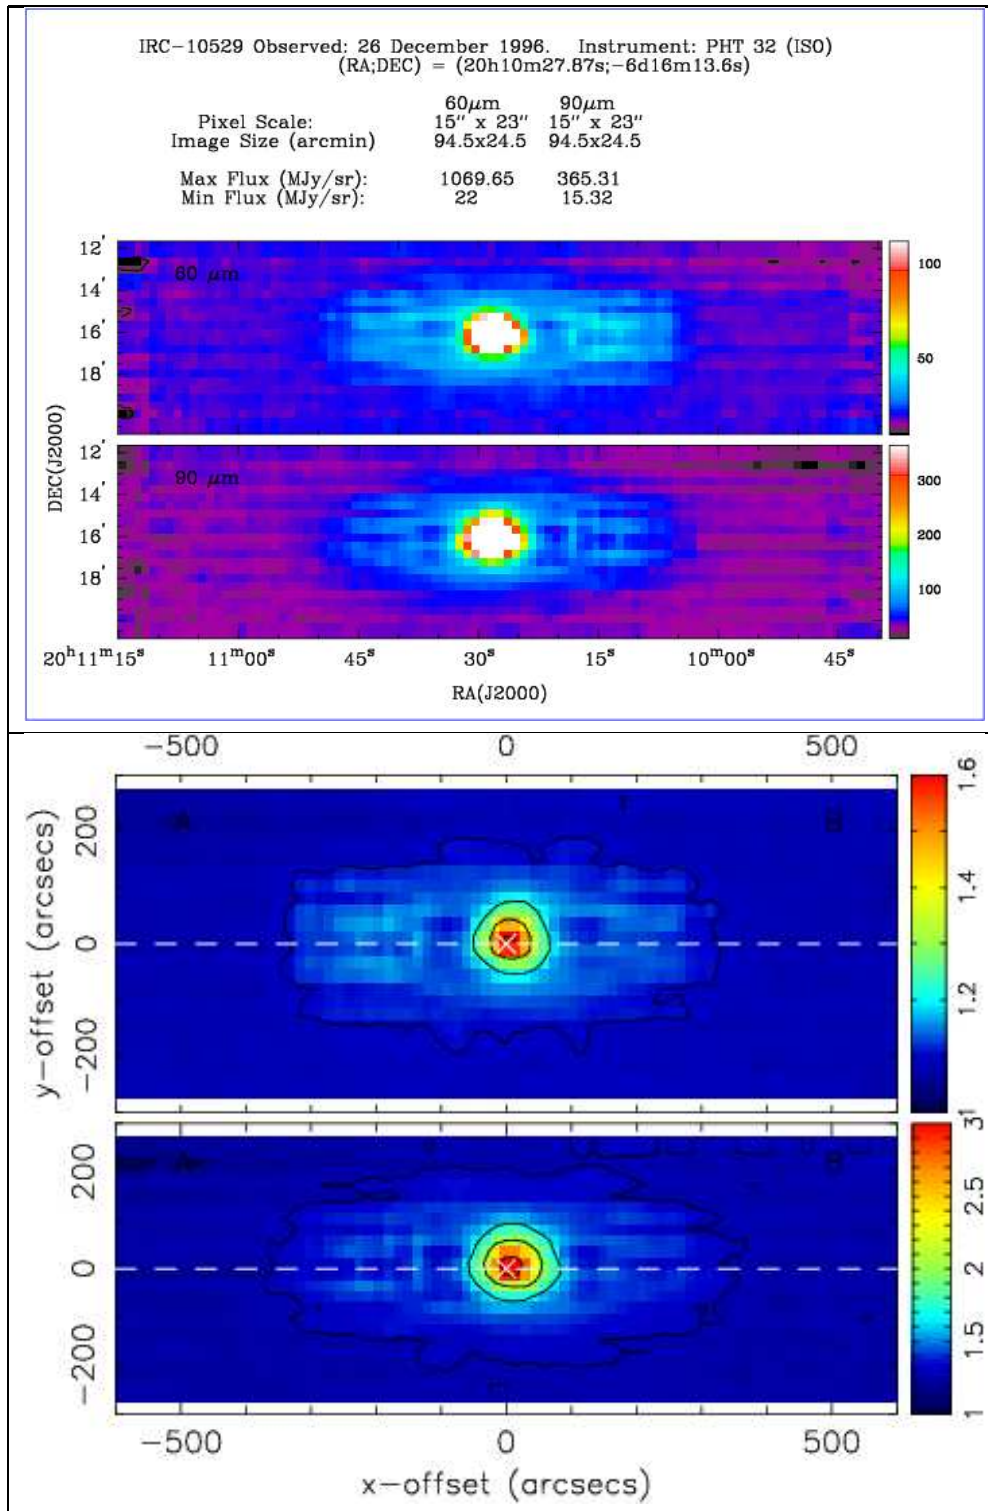 IRC-10529 Observed: 26 December 1996. Instrument: PHT 32 (ISO)
(RA;DEC) = (20h10m27.87s;-6d16m13.6s)
60μm 90μm
Pixel Scale: 15" x 23" 15" x 23"
Image Size (arcmin) 94.5x24.5 94.5x24.5
Max Flux (MJy/sr): 1069.65 365.31
Min Flux (MJy/sr): 22 15.32
12'
60 μm
14'
16'
18'
100
50
DEC(J2000)
12'
90 μm
14'
16'
18'
300
200
100
20h11m15s 11m00s 45s 30s 15s 10m00s 45s
RA(J2000)
-500 0 500
A B
200
0
-200
1.6
1.4
1.2
1
y-offset (arcsecs)
A B
200
0
-200
3
2.5
2
1.5
1
-500 0 500
x-offset (arcsecs)